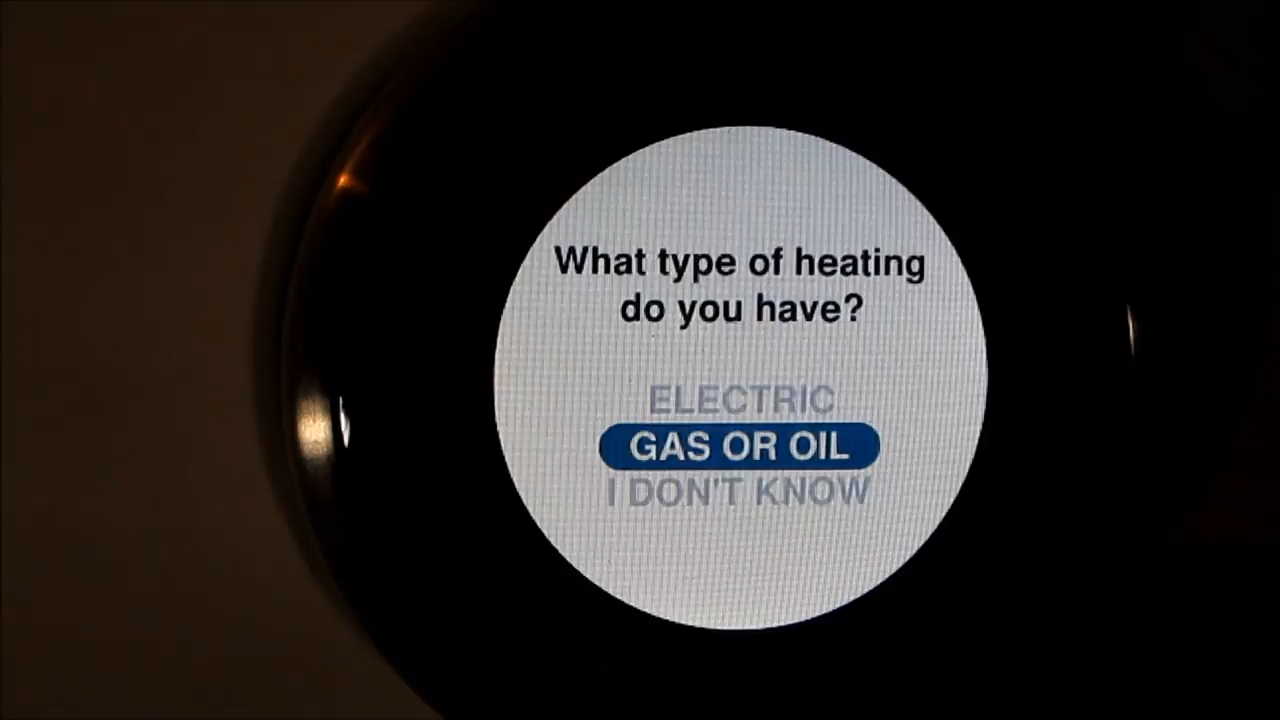 What type of heating
do you have?
ELECTRIC
GAS OR OIL
I DON'T KNOW